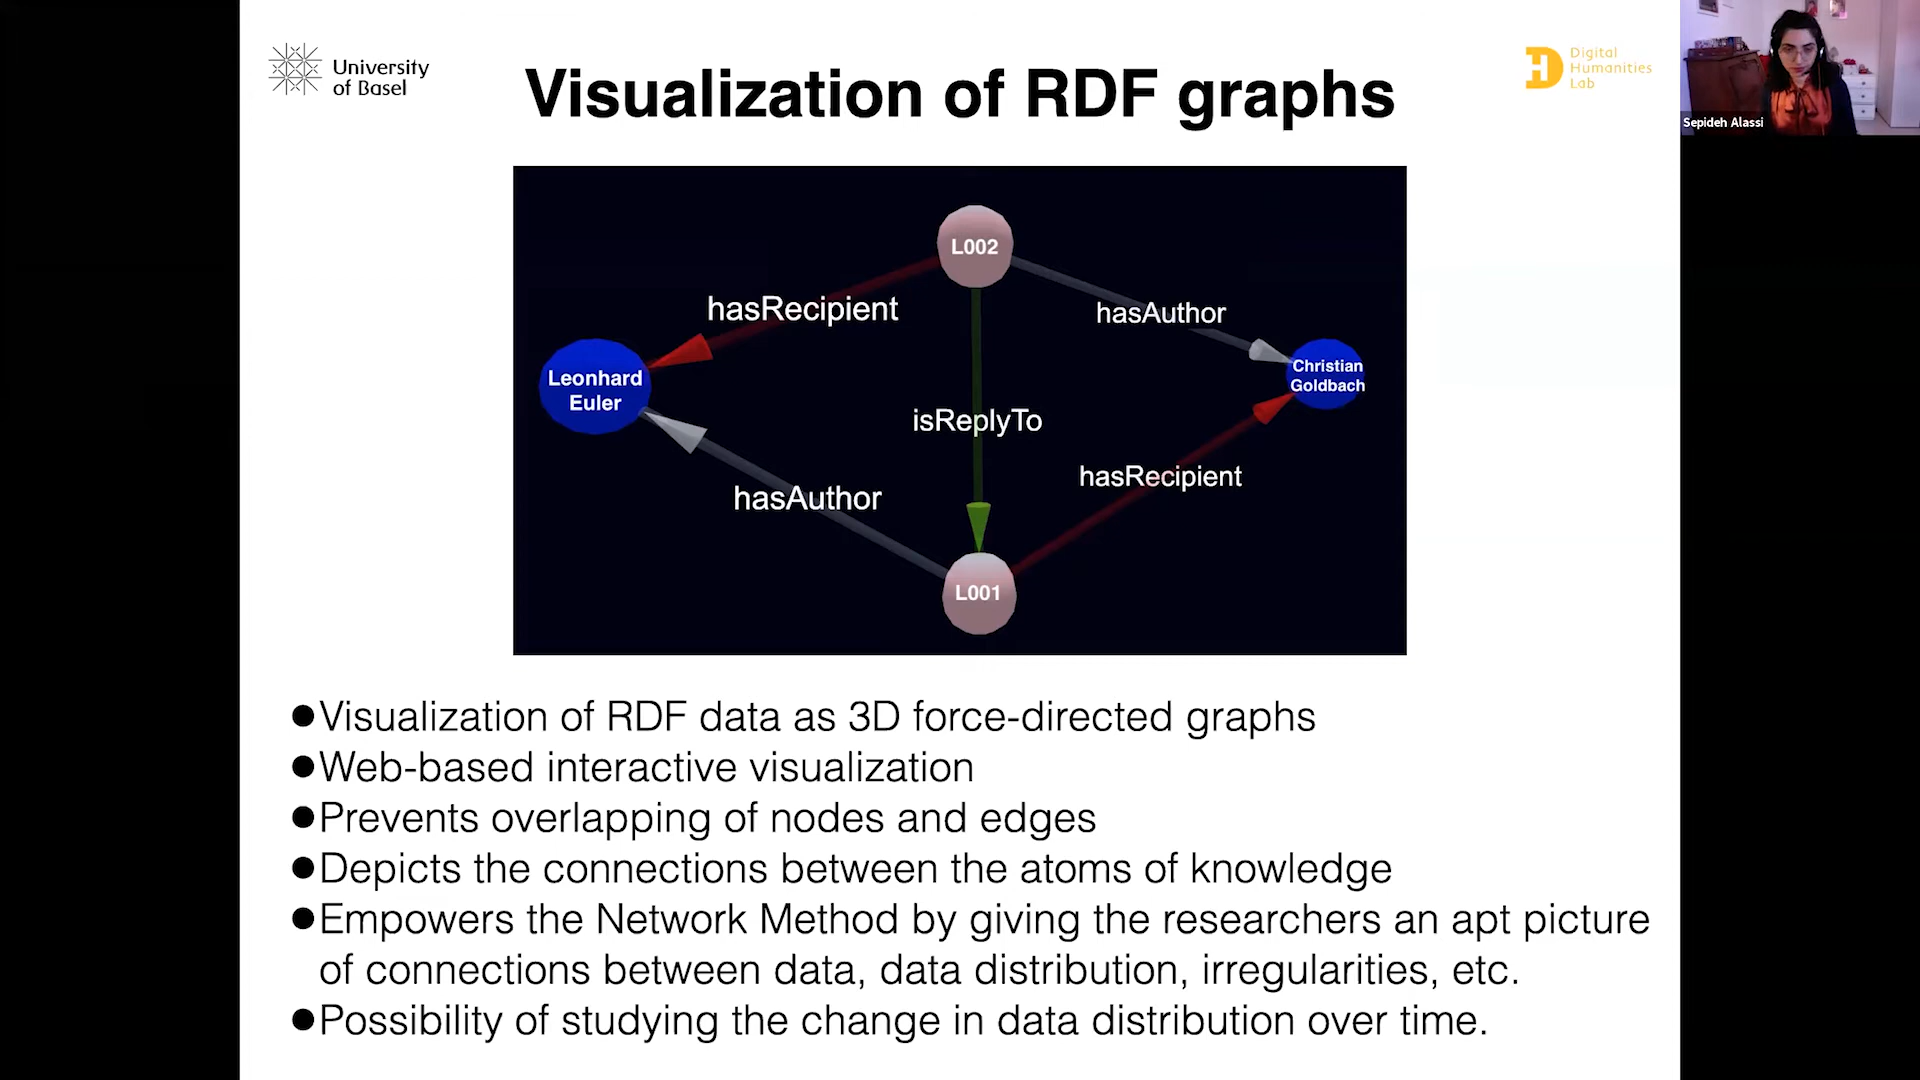 University
of Basel
Visualization of RDF graphs
Digital
Humanities
Lab
Sepideh Alassi
L002
hasRecipient
hasAuthor
Leonhard
Euler
Christian
Goldbach
isReplyTo
hasRecipient
hasAuthor
L001
●Visualization of RDF data as 3D force-directed graphs
●Web-based interactive visualization
●Prevents overlapping of nodes and edges
●Depicts the connections between the atoms of knowledge
●Empowers the Network Method by giving the researchers an apt picture
of connections between data, data distribution, irregularities, etc.
●Possibility of studying the change in data distribution over time.